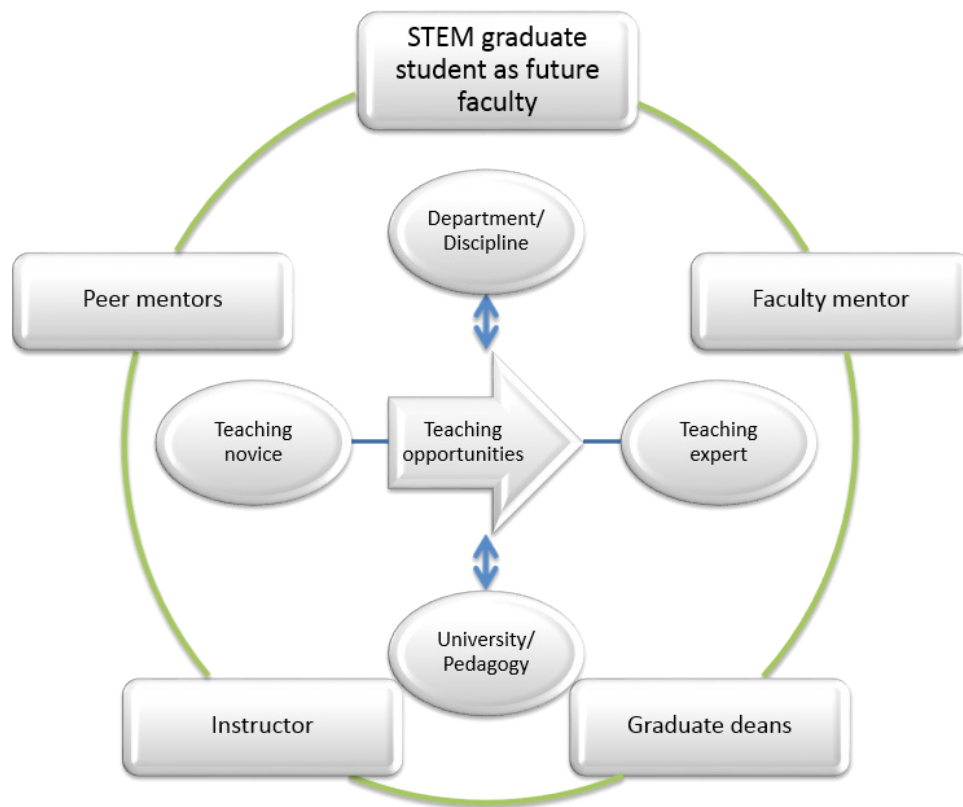 STEM graduate
student as future
faculty
Department/
Discipline
Peer mentors
Faculty mentor
Teaching
novice
Teaching
opportunities
Teaching
expert
University/
Pedagogy
Instructor
Graduate deans